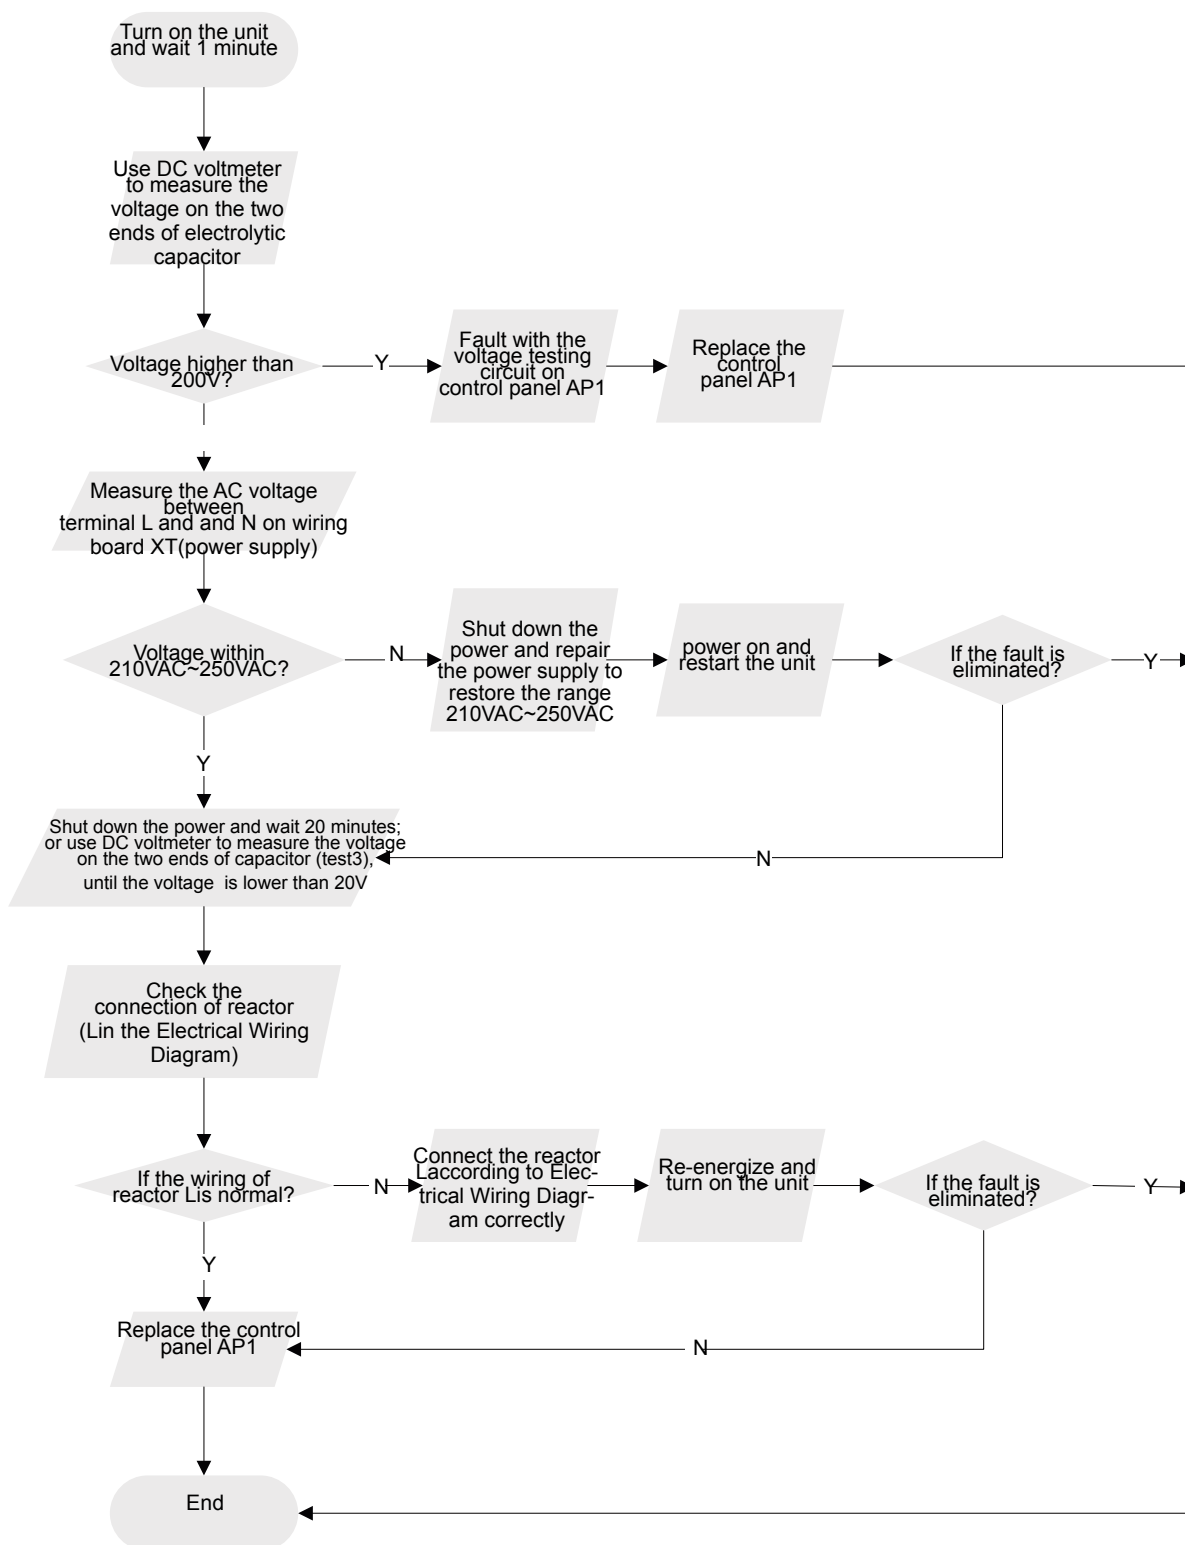 Turn on the unit
and wait 1 minute
Use DC voltmeter
to measure the
voltage on the two
ends of electrolytic
capacitor
Voltage higher than
200V?
Y
Fault with the
voltage testing
circuit on
control panel AP1
Replace the
control
panel AP1
Measure the AC voltage
between
terminal L and and N on wiring
board XT(power supply)
Voltage within
210VAC~250VAC?
N
Shut down the
power and repair
the power supply to
restore the range
210VAC~250VAC
power on and
restart the unit
If the fault is
eliminated?
Y
Y
Shut down the power and wait 20 minutes;
or use DC voltmeter to measure the voltage
on the two ends of capacitor (test3),
until the voltage is lower than 20V
N
Check the
connection of reactor
(Lin the Electrical Wiring
Diagram)
If the wiring of
reactor Lis normal?
N
Connect the reactor
Laccording to Elec-
trical Wiring Diagr-
am correctly
Re-energize and
turn on the unit
If the fault is
eliminated?
Y
Y
Replace the control
panel AP1
N
End